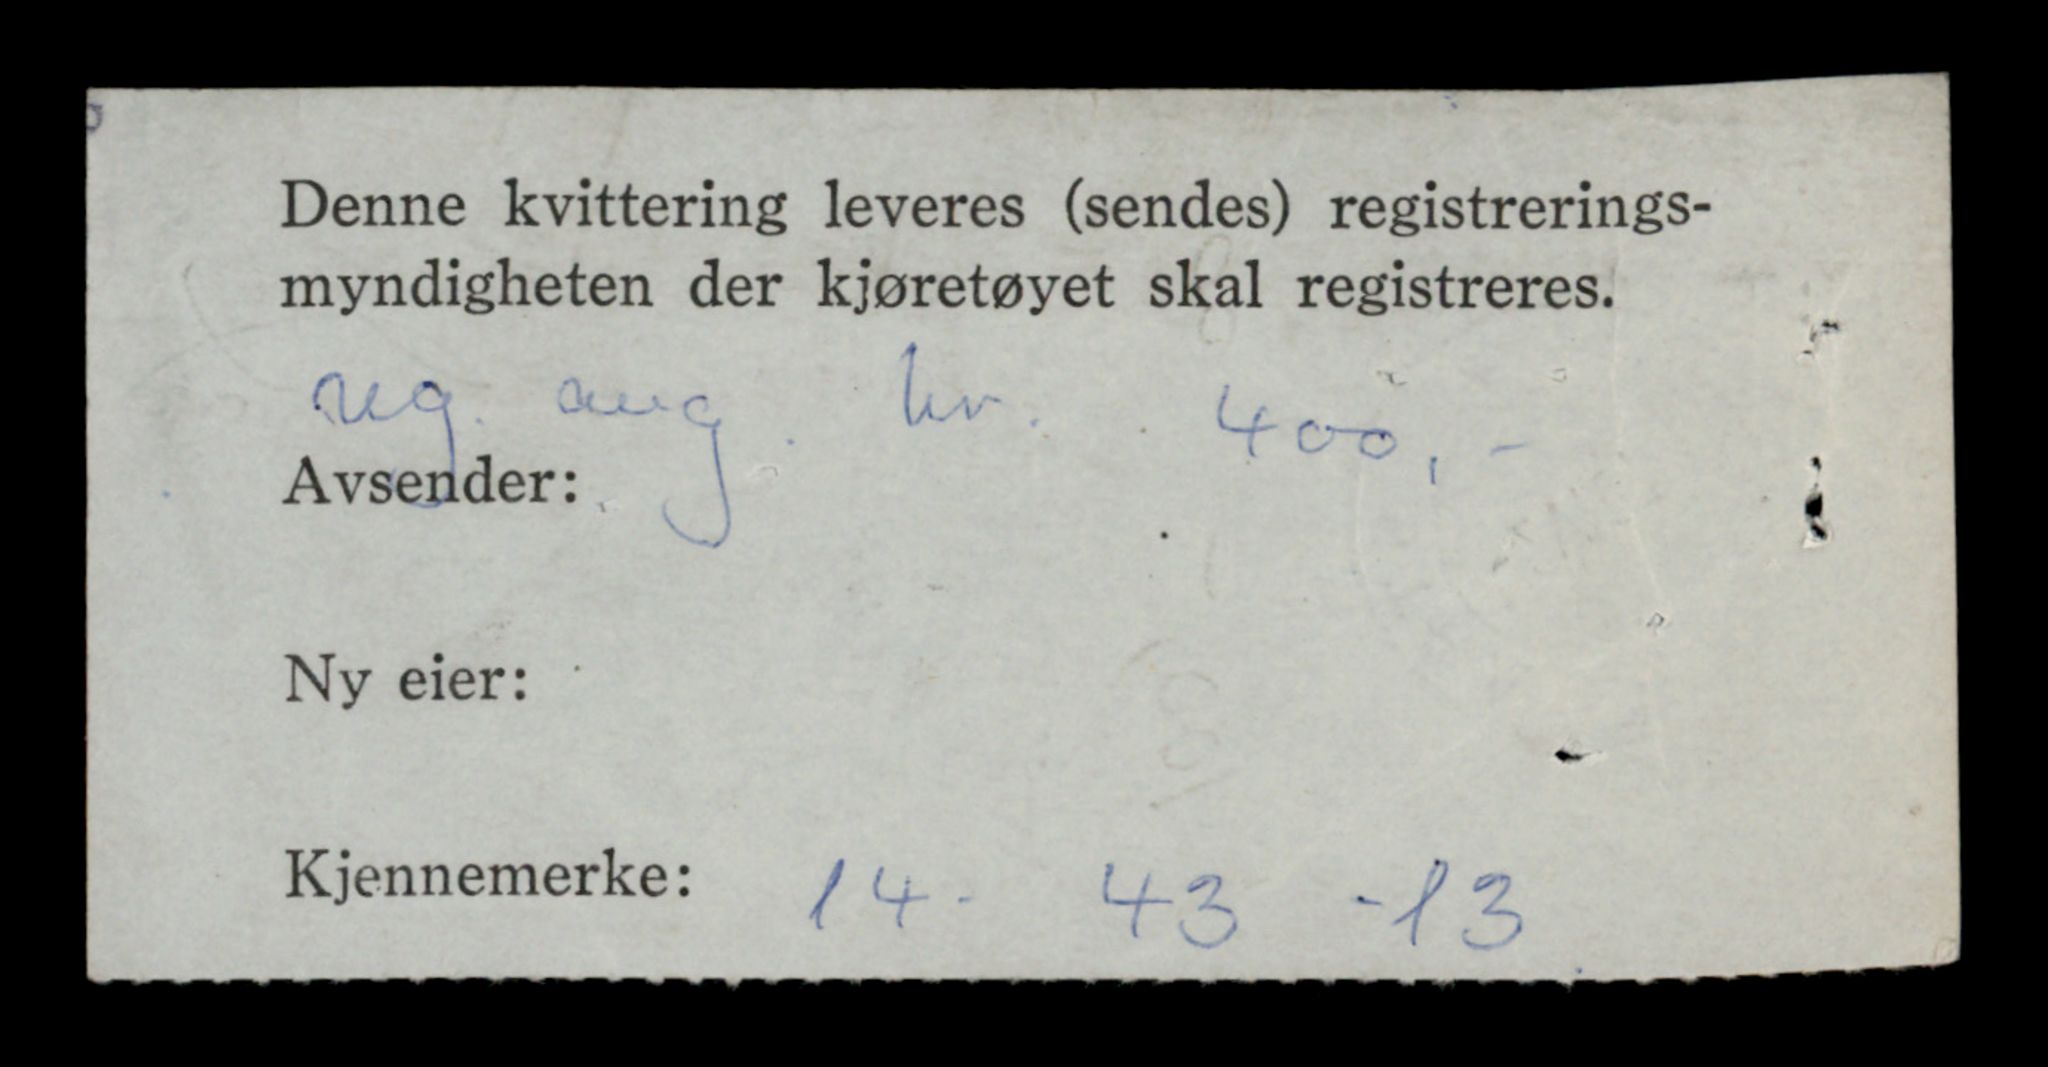 Denne kvittering leveres (sendes) registrerings-
myndigheten der kjøretøyet skal registreres.
reg. avg. kr. 400,-
Avsender:
Ny eier:
Kjennemerke: 14- 43 -13